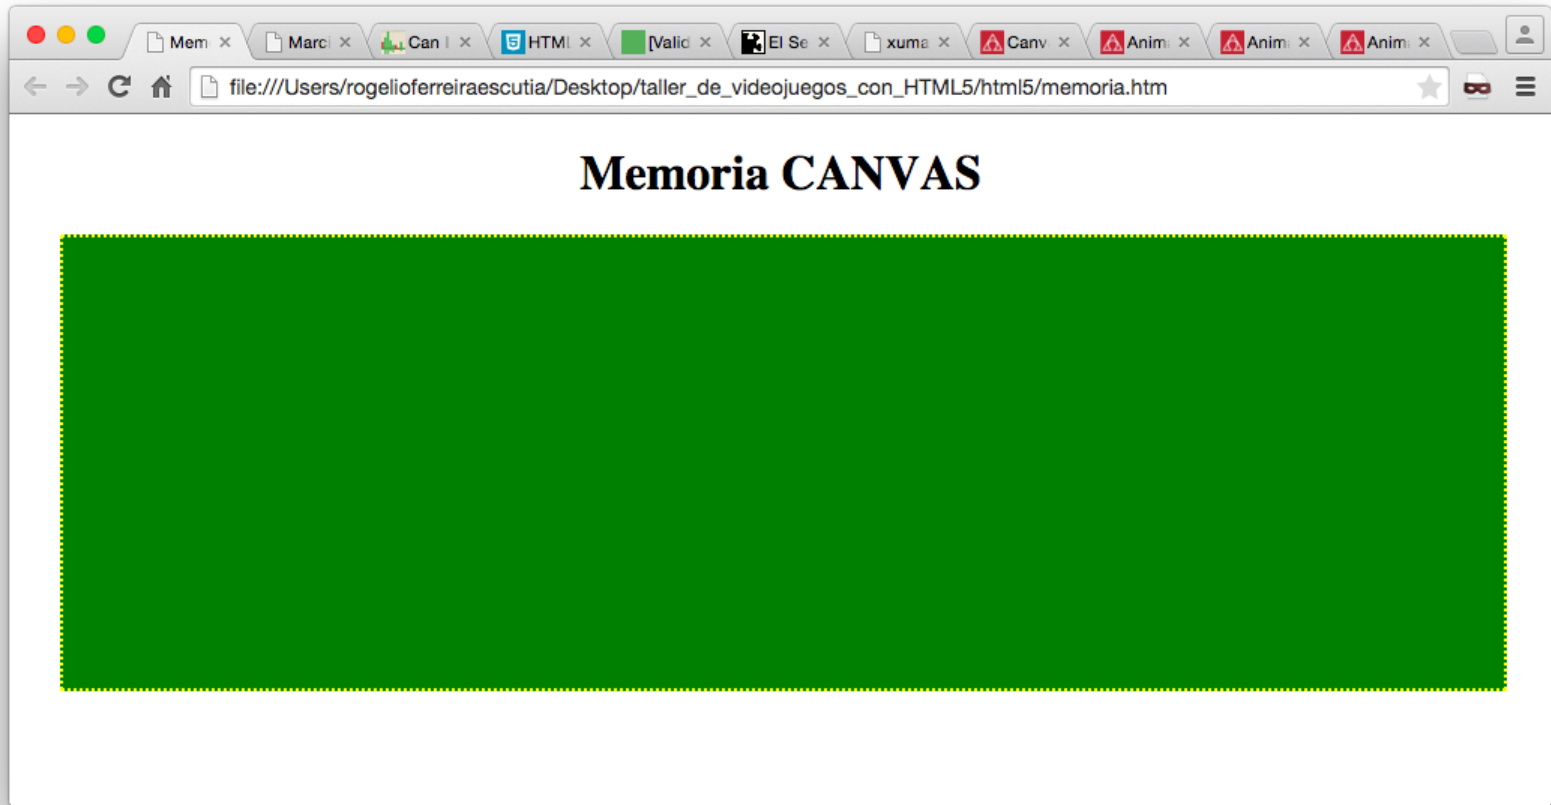 Mem Marci Can I HTML [Valid El Se xuma Canv Anim Anim Anim
file:///Users/rogelioferreiraescutia/Desktop/taller_de_videojuegos_con_HTML5/html5/memoria.htm
Memoria CANVAS